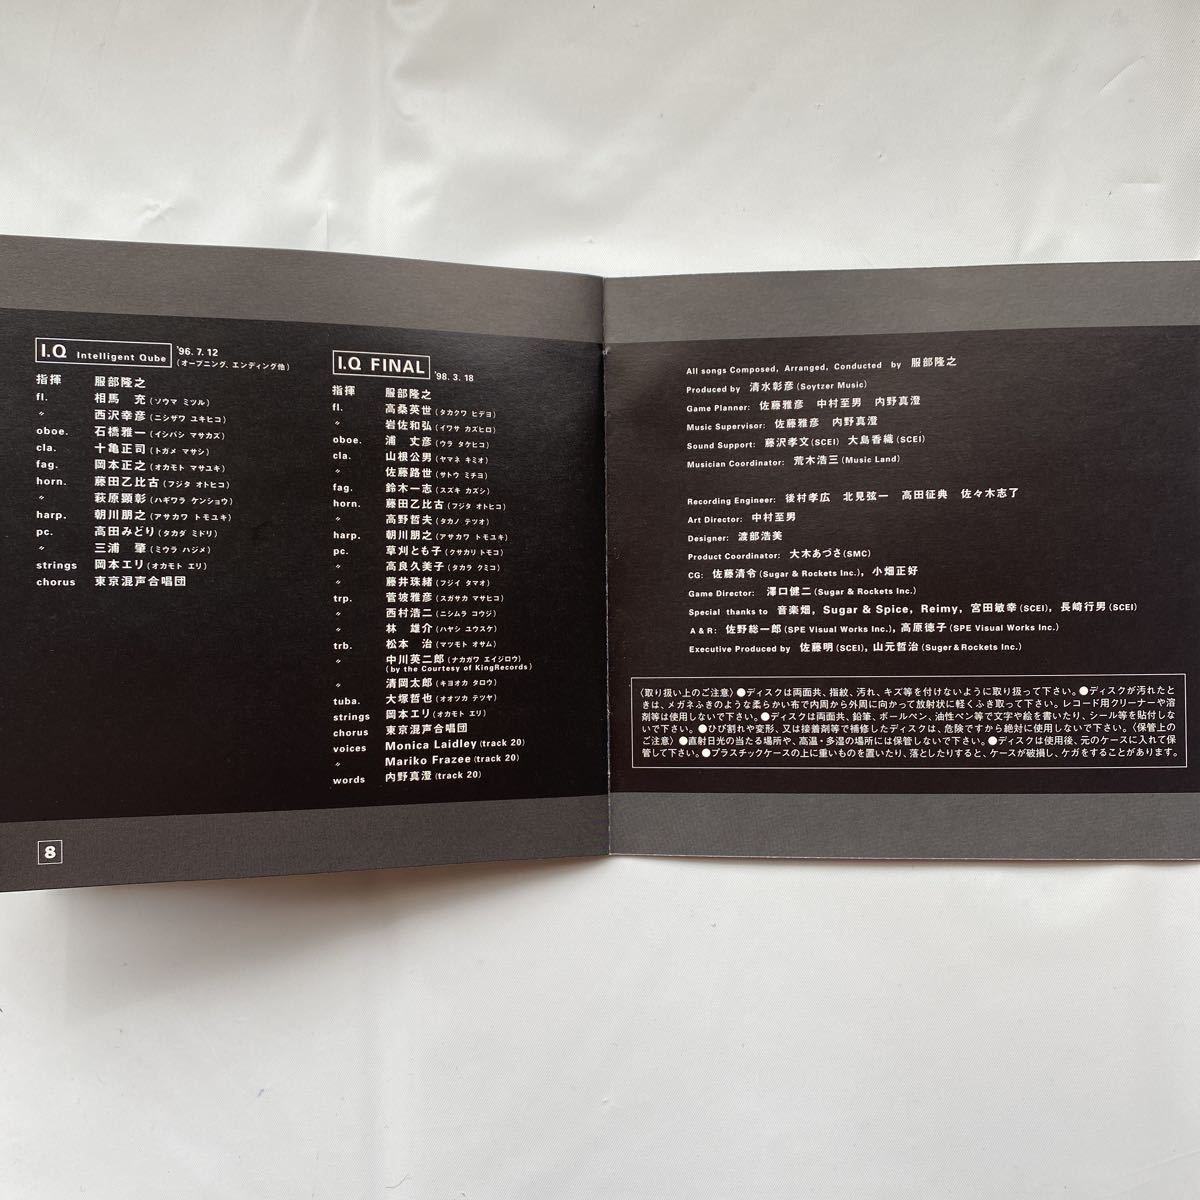 I.Q Intelligent Qube '96.7.12
(オープニング、エンディング他)
指揮 服部隆之
fl. 相馬 充(ソウマ ミツル)
〃 西沢幸彦(ニシザワ ユキヒコ)
oboe. 石橋雅一(イシバシ マサカズ)
cla. 十亀正司(トガメ マサシ)
fag. 岡本正之(オカモト マサユキ)
horn. 藤田乙比古(フジタ オトヒコ)
〃 萩原顕彰(ハギワラ ケンショウ)
harp. 朝川朋之(アサカワ トモユキ)
pc. 高田みどり(タカダ ミドリ)
〃 三浦 肇(ミウラ ハジメ)
strings 岡本エリ(オカモト エリ)
chorus 東京混声合唱団
I.Q FINAL '98.3.18
指揮 服部隆之
fl. 高桑英世(タカクワ ヒデヨ)
〃 岩佐和弘(イワサ カズヒロ)
oboe. 浦 丈彦(ウラ タケヒコ)
cla. 山根公男(ヤマネ キミオ)
〃 佐藤路世(サトウ ミチヨ)
fag. 鈴木一志(スズキ カズシ)
horn. 藤田乙比古(フジタ オトヒコ)
〃 高野哲夫(タカノ テツオ)
harp. 朝川朋之(アサカワ トモユキ)
pc. 草刈とも子(クサカリ トモコ)
〃 高良久美子(タカラ クミコ)
〃 藤井珠緒(フジイ タマオ)
trp. 菅坡雅彦(スガサカ マサヒコ)
〃 西村浩二(ニシムラ コウジ)
〃 林 雄介(ハヤシ ユウスケ)
trb. 松本 治(マツモト オサム)
〃 中川英二郎(ナカガワ エイジロウ)
(by the Courtesy of KingRecords)
〃 清岡太郎(キヨオカ タロウ)
tuba. 大塚哲也(オオツカ テツヤ)
strings 岡本エリ(オカモト エリ)
chorus 東京混声合唱団
voices Monica Laidley(track 20)
〃 Mariko Frazee(track 20)
words 内野真澄(track 20)
8
All songs Composed, Arranged, Conducted by 服部隆之
Produced by 清水彰彦(Soytzer Music)
Game Planner: 佐藤雅彦 中村至男 内野真澄
Music Supervisor: 佐藤雅彦 内野真澄
Sound Support: 藤沢孝文(SCEI) 大島香織(SCEI)
Musician Coordinator: 荒木浩三(Music Land)
Recording Engineer: 後村孝広 北見弦一 高田征典 佐々木志了
Art Director: 中村至男
Designer: 渡部浩美
Product Coordinator: 大木あづさ(SMC)
CG: 佐藤清令(Sugar & Rockets Inc.), 小畑正好
Game Director: 澤口健二(Sugar & Rockets Inc.)
Special thanks to 音楽畑, Sugar & Spice, Reimy, 宮田敏幸(SCEI), 長崎行男(SCEI)
A & R: 佐野総一郎(SPE Visual Works Inc.), 高原徳子(SPE Visual Works Inc.)
Executive Produced by 佐藤明(SCEI), 山元哲治(Suger & Rockets Inc.)
〈取り扱い上のご注意〉●ディスクは両面共、指紋、汚れ、キズ等を付けないように取り扱って下さい。●ディスクが汚れたと
きは、メガネふきのような柔らかい布で内周から外周に向かって放射状に軽くふき取って下さい。レコード用クリーナーや溶
剤等は使用しないで下さい。●ディスクは両面共、鉛筆、ボールペン、油性ペン等で文字や絵を書いたり、シール等を貼付しな
いで下さい。●ひび割れや変形、又は接着剤等で補修したディスクは、危険ですから絶対に使用しないで下さい。〈保管上の
ご注意〉●直射日光の当たる場所や、高温・多湿の場所には保管しないで下さい。●ディスクは使用後、元のケースに入れて保
管して下さい。●プラスチックケースの上に重いものを置いたり、落としたりすると、ケースが破損し、ケガをすることがあります。